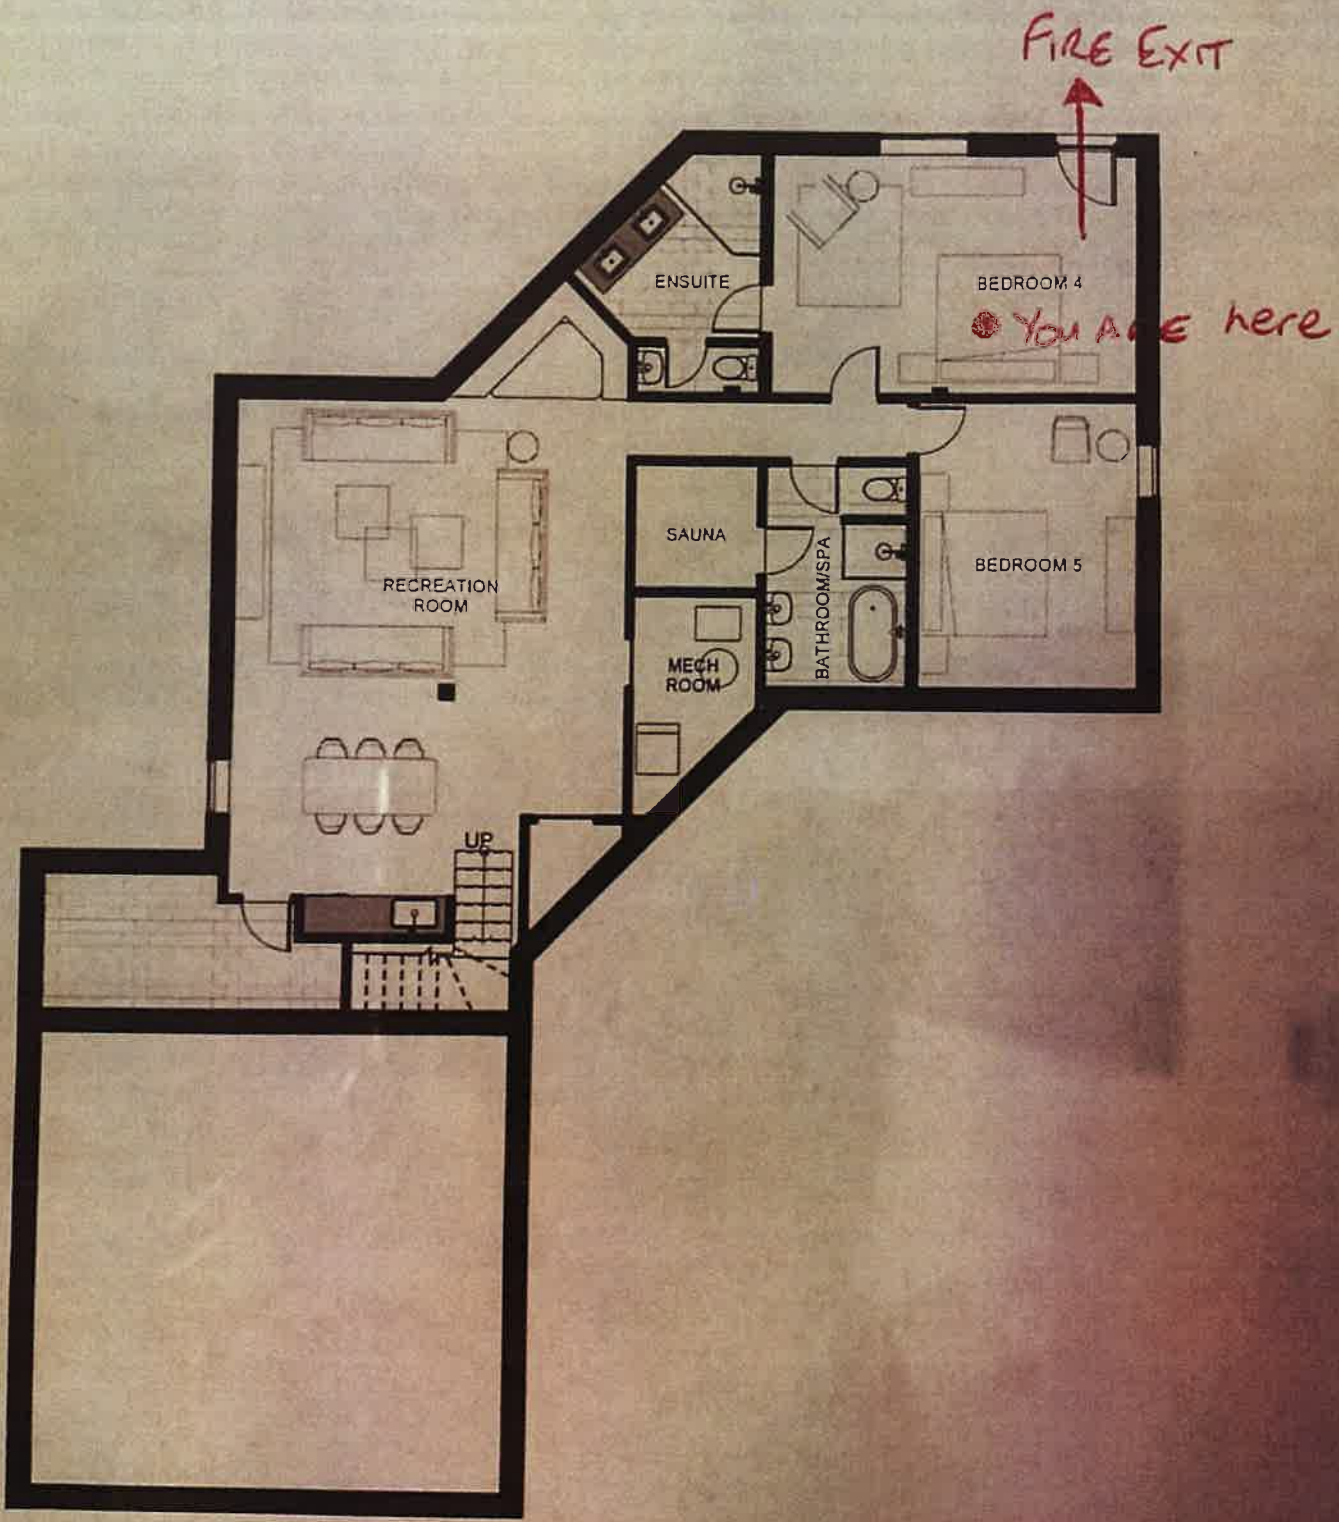 FIRE EXIT
ENSUITE
BEDROOM 4
YOU ARE here
SAUNA
BATHROOM/SPA
BEDROOM 5
RECREATION
ROOM
MECH
ROOM
UP